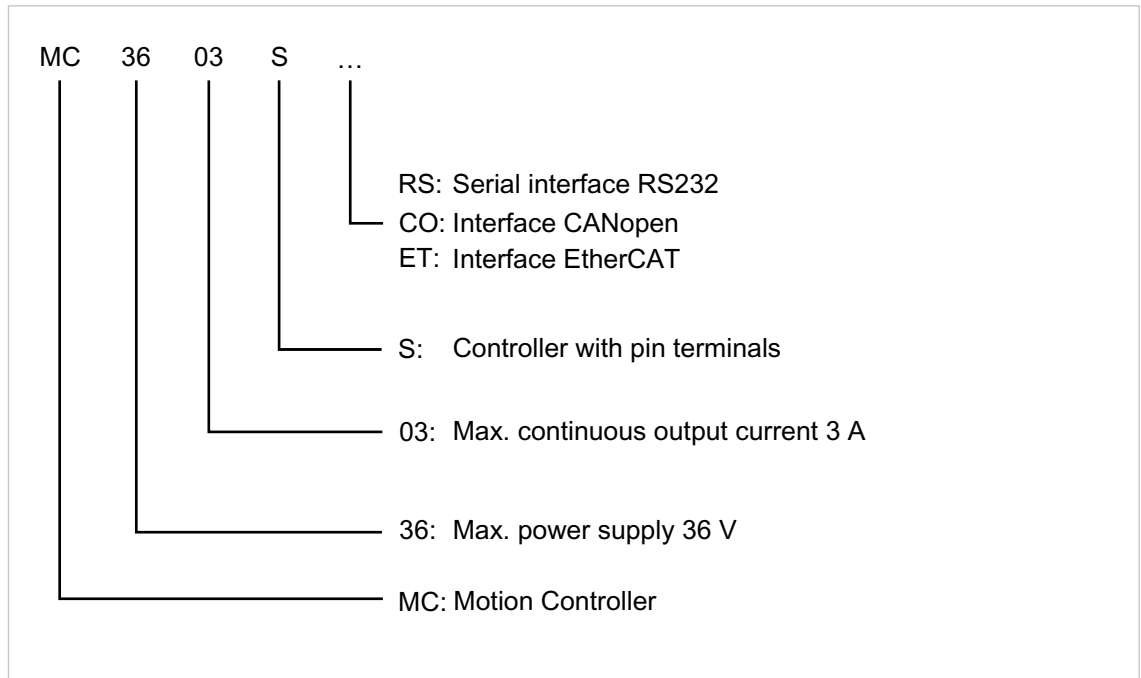 MC 36 03 S …
RS: Serial interface RS232
CO: Interface CANopen
ET: Interface EtherCAT
S: Controller with pin terminals
03: Max. continuous output current 3 A
36: Max. power supply 36 V
MC: Motion Controller